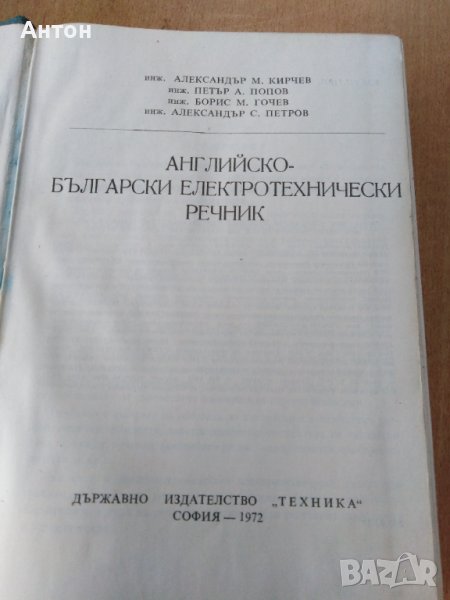 Антон
инж. АЛЕКСАНДЪР М. КИРЧЕВ
инж. ПЕТЪР А. ПОПОВ
инж. БОРИС М. ГОЧЕВ
инж. АЛЕКСАНДЪР С. ПЕТРОВ
АНГЛИЙСКО-
БЪЛГАРСКИ ЕЛЕКТРОТЕХНИЧЕСКИ
РЕЧНИК
ДЪРЖАВНО ИЗДАТЕЛСТВО „ТЕХНИКА“
СОФИЯ — 1972
BAZAR